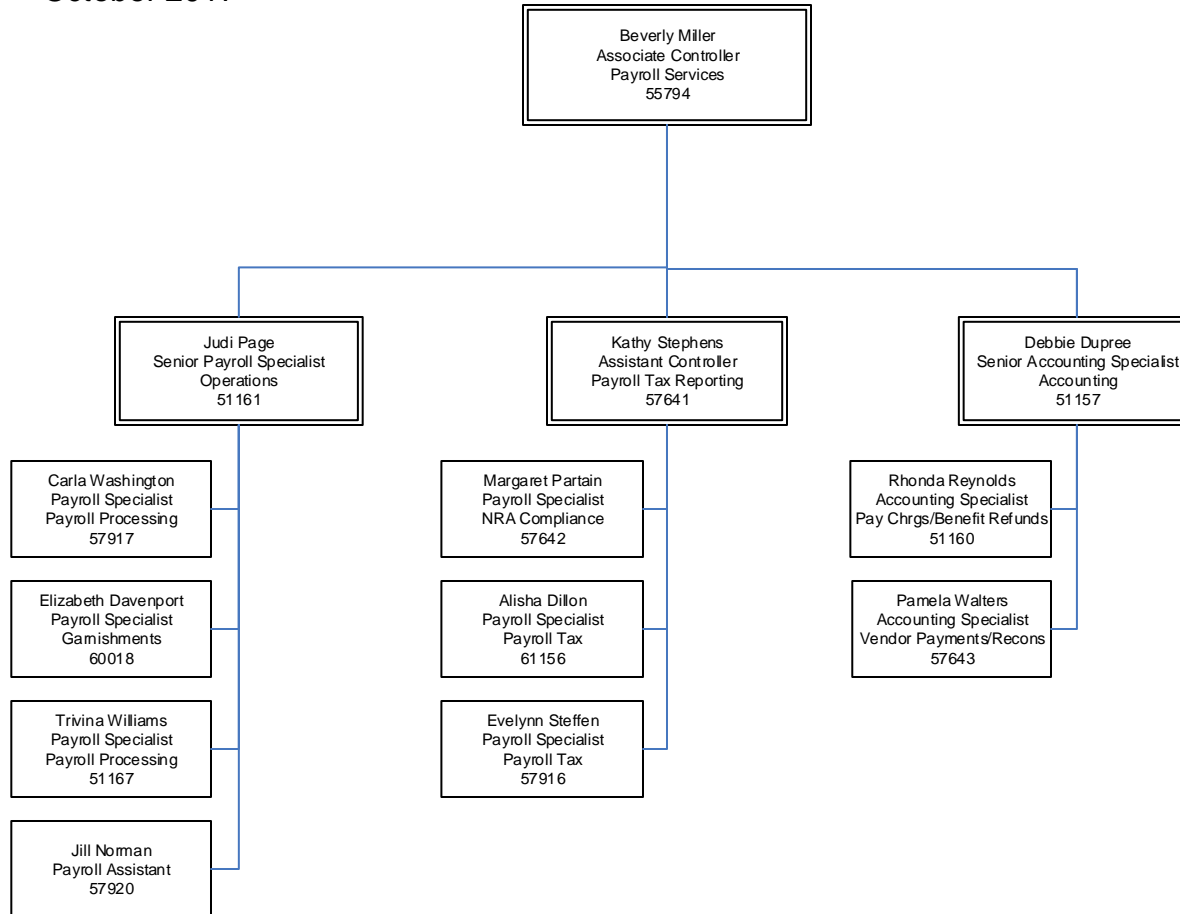 Beverly Miller
Associate Controller
Payroll Services
55794
Judi Page
Senior Payroll Specialist
Operations
51161
Kathy Stephens
Assistant Controller
Payroll Tax Reporting
57641
Debbie Dupree
Senior Accounting Specialist
Accounting
51157
Carla Washington
Payroll Specialist
Payroll Processing
57917
Margaret Partain
Payroll Specialist
NRA Compliance
57642
Rhonda Reynolds
Accounting Specialist
Pay Chrgs/Benefit Refunds
51160
Elizabeth Davenport
Payroll Specialist
Garnishments
60018
Alisha Dillon
Payroll Specialist
Payroll Tax
61156
Pamela Walters
Accounting Specialist
Vendor Payments/Recons
57643
Trivina Williams
Payroll Specialist
Payroll Processing
51167
Evelynn Steffen
Payroll Specialist
Payroll Tax
57916
Jill Norman
Payroll Assistant
57920